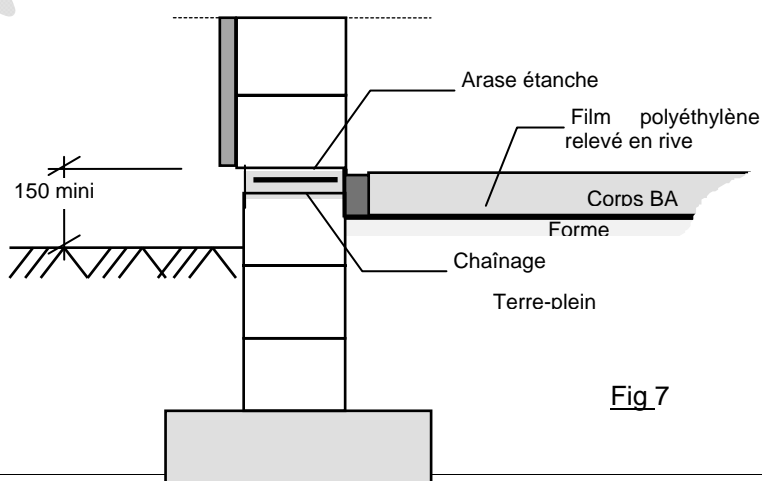 Arase étanche
Film polyéthylène
relevé en rive
150 mini
Corps BA
Forme
Chaînage
Terre-plein
Fig 7